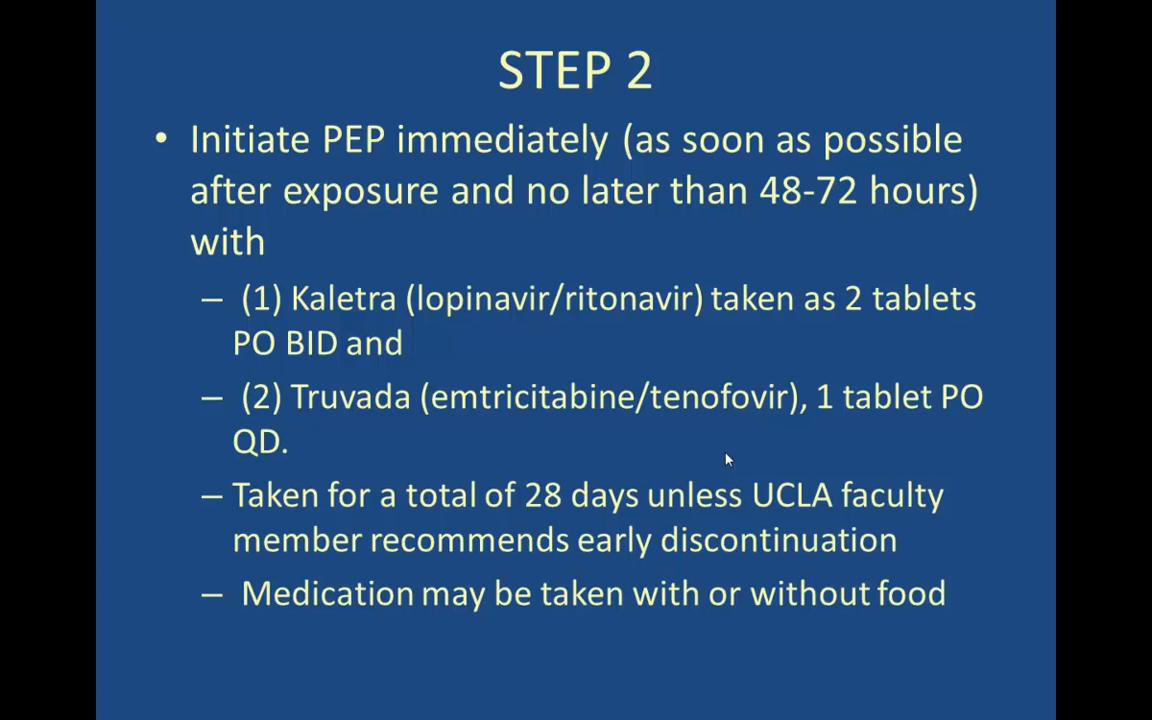 STEP 2
• Initiate PEP immediately (as soon as possible
after exposure and no later than 48-72 hours)
with
– (1) Kaletra (lopinavir/ritonavir) taken as 2 tablets
PO BID and
– (2) Truvada (emtricitabine/tenofovir), 1 tablet PO
QD.
– Taken for a total of 28 days unless UCLA faculty
member recommends early discontinuation
– Medication may be taken with or without food